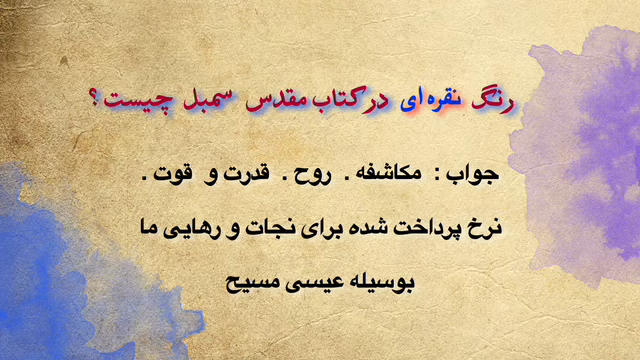 رنگ نقره ای در کتاب مقدس سمبل چیست ؟
جواب : مکاشفه . روح . قدرت و قوت .
نرخ پرداخت شده برای نجات و رهایی ما
بوسیله عیسی مسیح